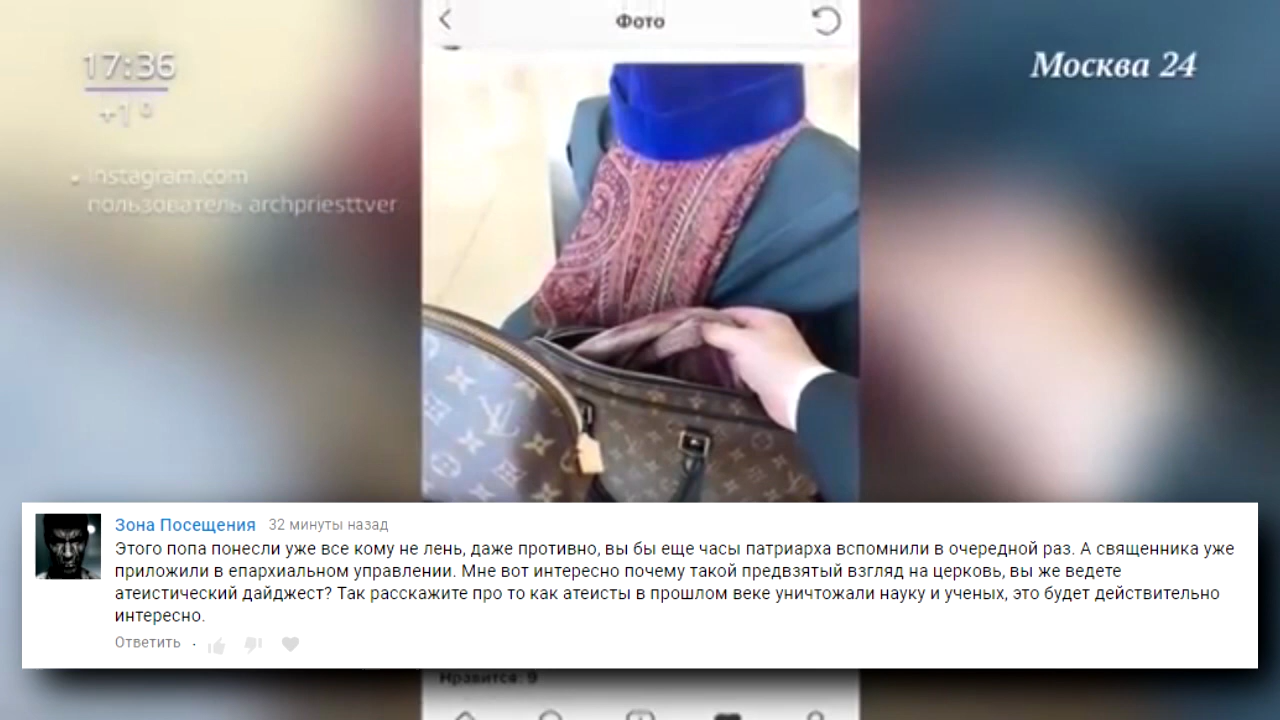 Фото
17:36
Москва 24
+1°
instagram.com
пользователь archpriesttver
Зона Посещения 32 минуты назад
Этого попа понесли уже все кому не лень, даже противно, вы бы еще часы патриарха вспомнили в очередной раз. А священника уже
приложили в епархиальном управлении. Мне вот интересно почему такой предвзятый взгляд на церковь, вы же ведете
атеистический дайджест? Так расскажите про то как атеисты в прошлом веке уничтожали науку и ученых, это будет действительно
интересно.
Ответить ·
Нравится: 9